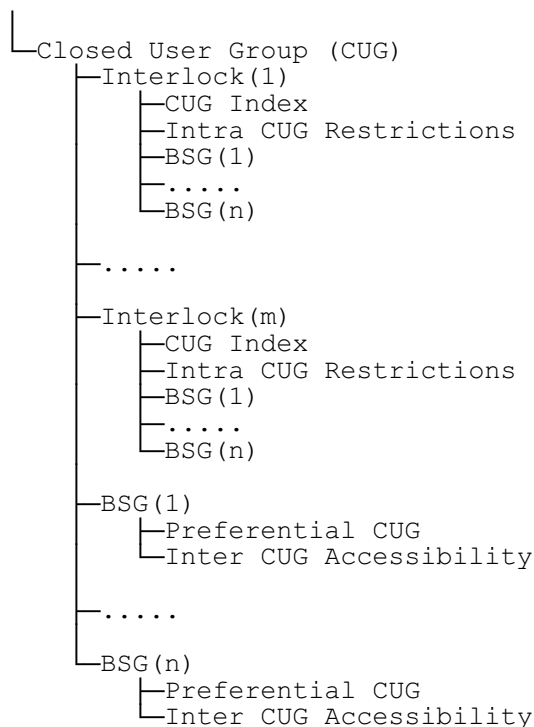 Closed User Group (CUG)
Interlock(1)
CUG Index
Intra CUG Restrictions
BSG(1)
.....
BSG(n)
.....
Interlock(m)
CUG Index
Intra CUG Restrictions
BSG(1)
.....
BSG(n)
BSG(1)
Preferential CUG
Inter CUG Accessibility
.....
BSG(n)
Preferential CUG
Inter CUG Accessibility